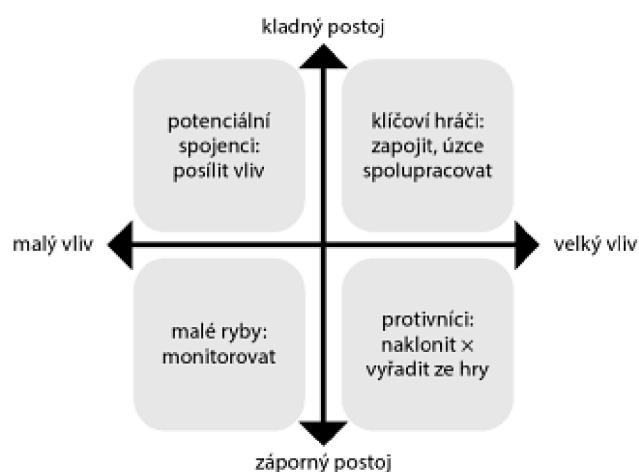 kladný postoj
potenciální
spojenci:
posílit vliv
klíčoví hráči:
zapojit, úzce
spolupracovat
malý vliv
velký vliv
malé ryby:
monitorovat
protivníci:
naklonit ×
vyřadit ze hry
záporný postoj